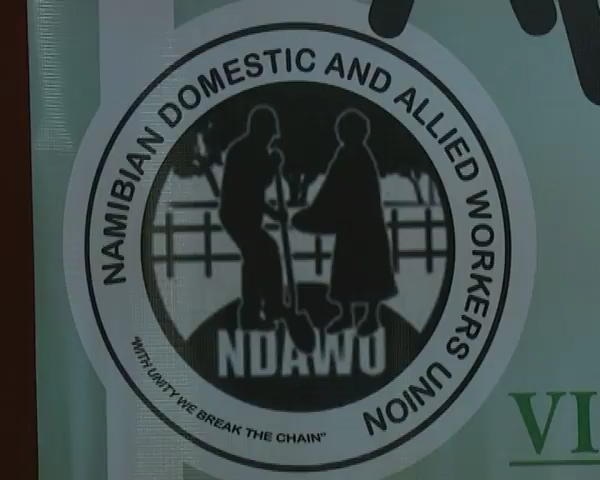 NAMIBIAN DOMESTIC AND ALLIED WORKERS UNION
NDAWU
"WITH UNITY WE BREAK THE CHAIN"
VI